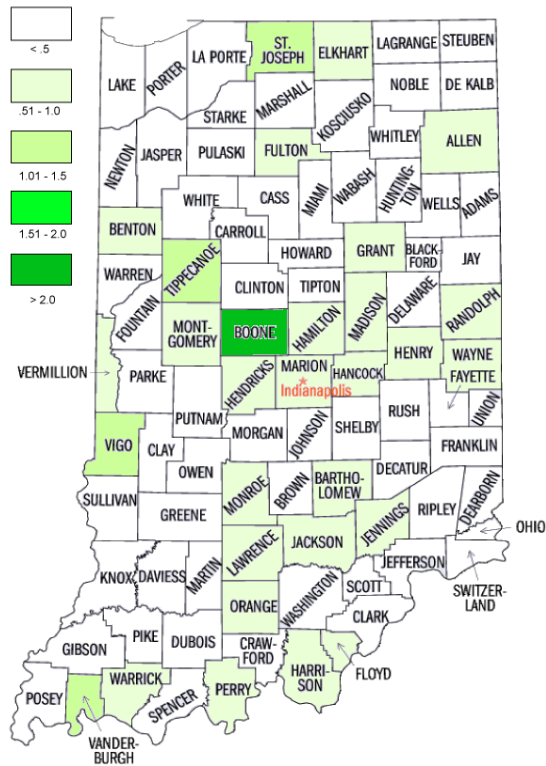 < .5
.51 - 1.0
1.01 - 1.5
1.51 - 2.0
> 2.0
LAKE
PORTER
LA PORTE
ST.
JOSEPH
ELKHART
LAGRANGE
STEUBEN
NOBLE
DE KALB
STARKE
MARSHALL
KOSCIUSKO
WHITLEY
ALLEN
NEWTON
JASPER
PULASKI
FULTON
MIAMI
WABASH
HUNTING-
TON
WELLS
ADAMS
WHITE
CASS
CARROLL
BENTON
HOWARD
GRANT
BLACK-
FORD
JAY
WARREN
TIPPECANOE
CLINTON
TIPTON
MADISON
DELAWARE
RANDOLPH
FOUNTAIN
MONT-
GOMERY
BOONE
HAMILTON
HENRY
WAYNE
FAYETTE
UNION
VERMILLION
PARKE
PUTNAM
HENDRICKS
MARION
Indianapolis
HANCOCK
SHELBY
RUSH
FRANKLIN
VIGO
CLAY
OWEN
MORGAN
JOHNSON
DECATUR
DEARBORN
SULLIVAN
GREENE
MONROE
BROWN
BARTHO-
LOMEW
JENNINGS
RIPLEY
OHIO
SWITZER-
LAND
KNOX
DAVIESS
MARTIN
LAWRENCE
JACKSON
JEFFERSON
SCOTT
ORANGE
WASHINGTON
CLARK
GIBSON
PIKE
DUBOIS
CRAW-
FORD
HARRI-
SON
FLOYD
POSEY
VANDER-
BURGH
WARRICK
SPENCER
PERRY